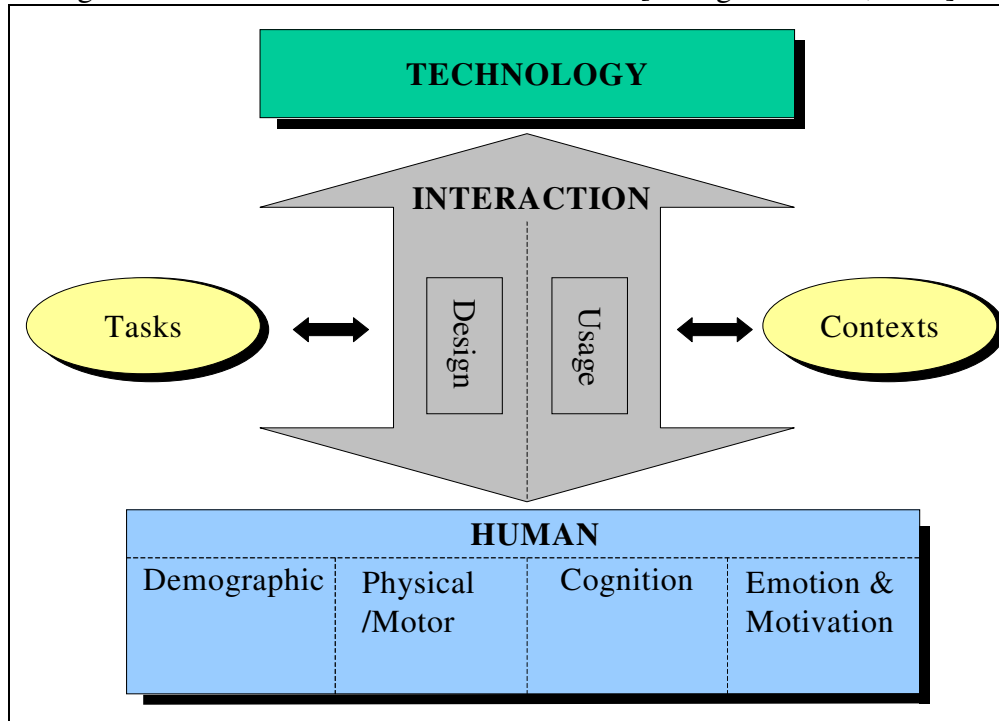 TECHNOLOGY
INTERACTION
Design
Usage
Tasks
Contexts
HUMAN
Demographic
Physical
/Motor
Cognition
Emotion &
Motivation